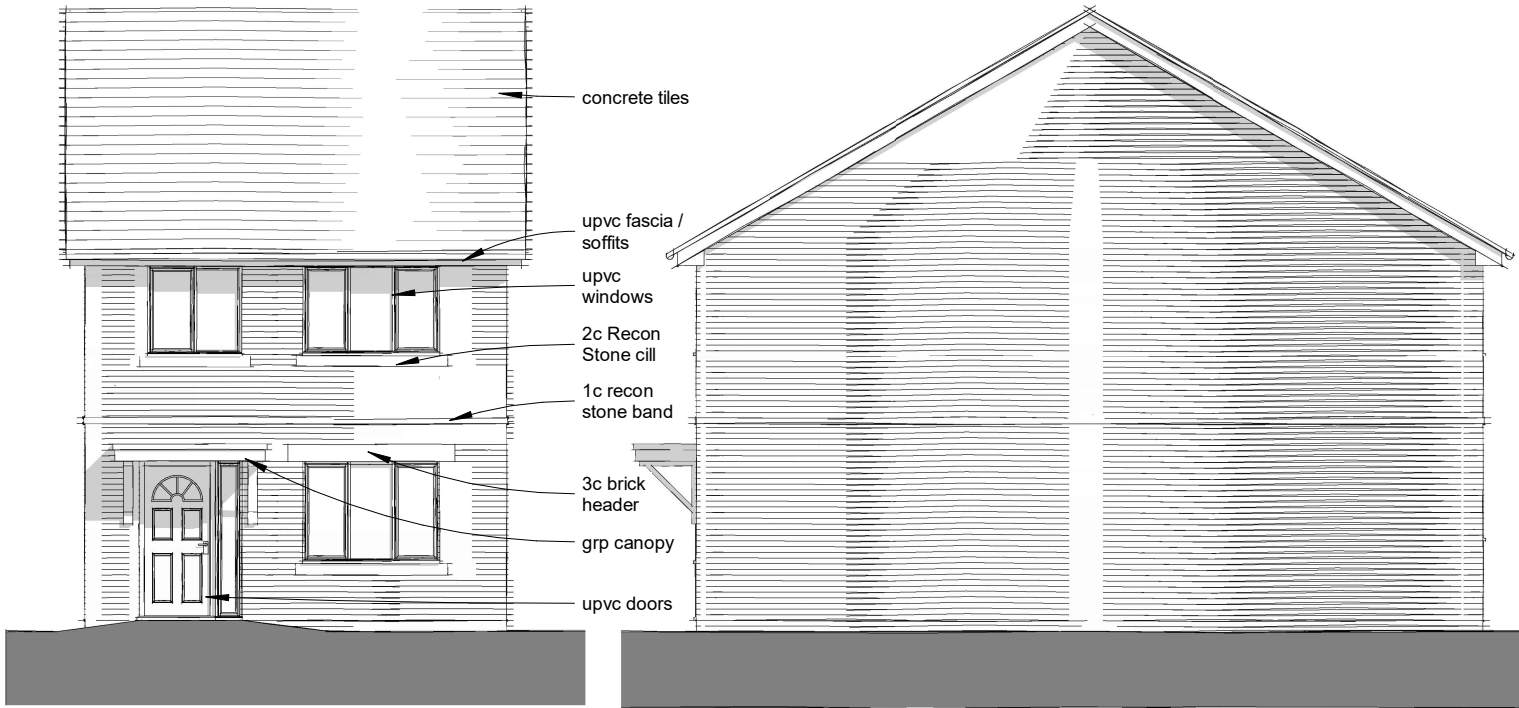 concrete tiles
upvc fascia /
soffits
upvc
windows
2c Recon
Stone cill
1c recon
stone band
3c brick
header
grp canopy
upvc doors